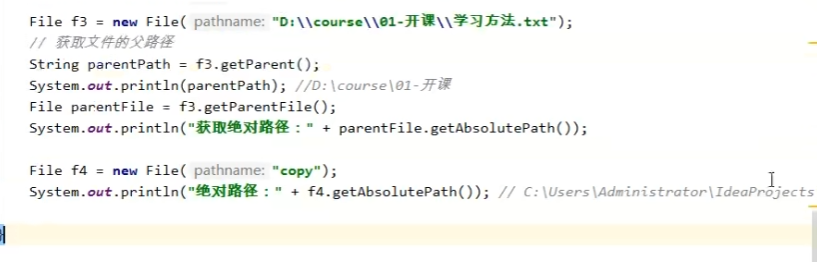 File f3 = new File( pathname: "D:\\course\\01-开课\\学习方法.txt");
// 获取文件的父路径
String parentPath = f3.getParent();
System.out.println(parentPath); //D:\course\01-开课
File parentFile = f3.getParentFile();
System.out.println("获取绝对路径：" + parentFile.getAbsolutePath());
File f4 = new File( pathname: "copy");
System.out.println("绝对路径：" + f4.getAbsolutePath()); // C:\Users\Administrator\IdeaProjects
}